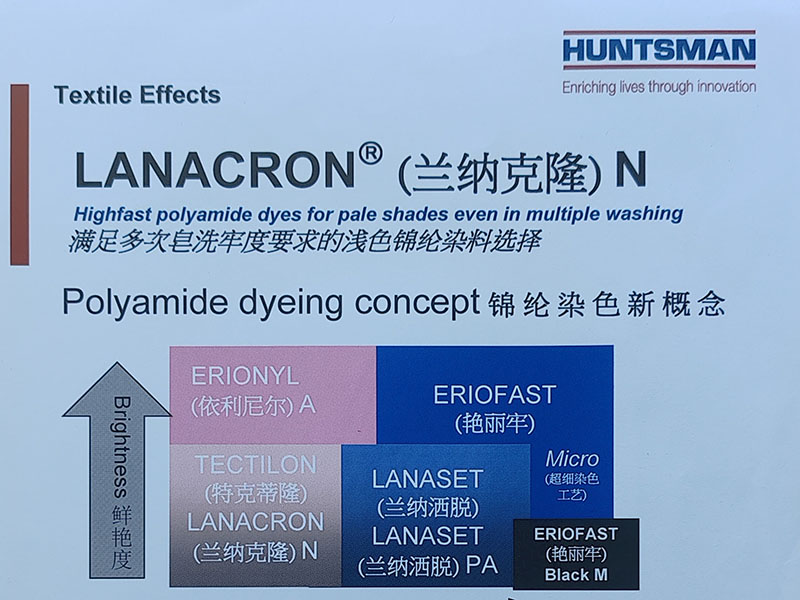 HUNTSMAN
Enriching lives through innovation
Textile Effects
LANACRON® (兰纳克隆) N
Highfast polyamide dyes for pale shades even in multiple washing
满足多次皂洗牢度要求的浅色锦纶染料选择
Polyamide dyeing concept 锦纶染色新概念
Brightness 鲜艳度
ERIONYL
(依利尼尔) A
ERIOFAST
(艳丽牢)
TECTILON
(特克蒂隆)
LANACRON
(兰纳克隆) N
LANASET
(兰纳洒脱)
LANASET
(兰纳洒脱) PA
Micro
(超细染色
工艺)
ERIOFAST
(艳丽牢)
Black M